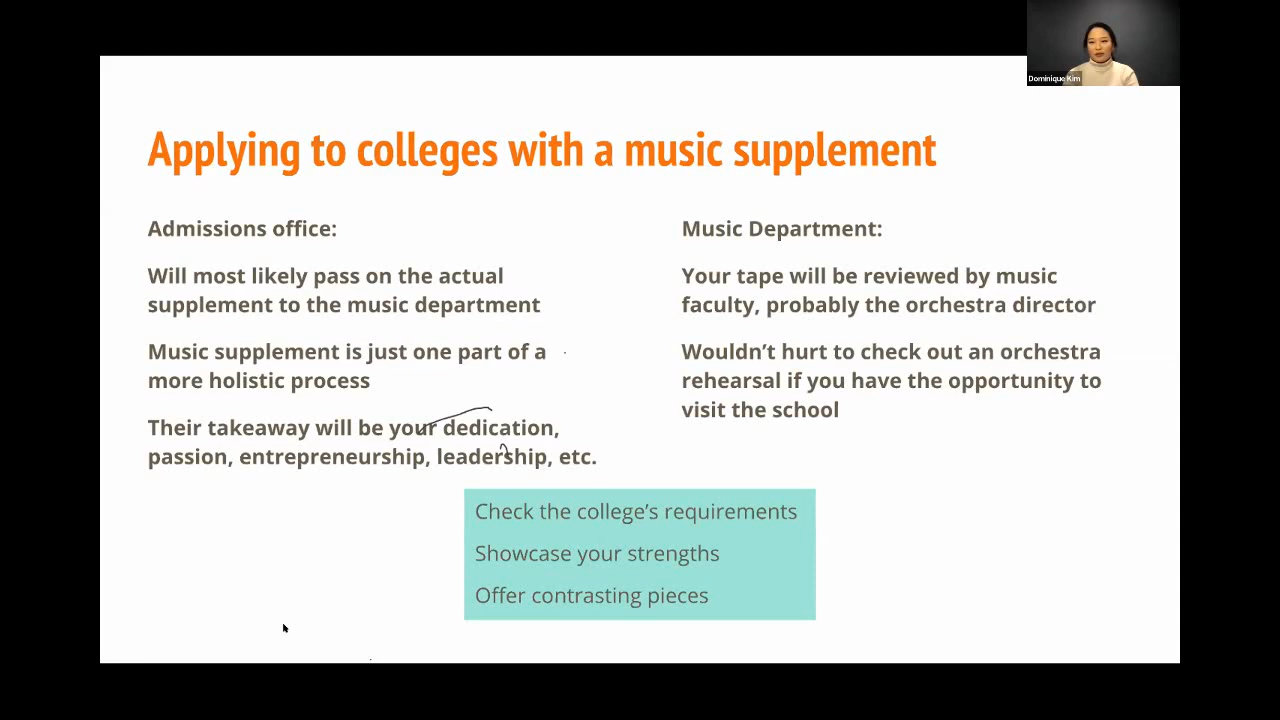 Dominique Kim
Applying to colleges with a music supplement
Admissions office:
Will most likely pass on the actual
supplement to the music department
Music supplement is just one part of a
more holistic process
Their takeaway will be your dedication,
passion, entrepreneurship, leadership, etc.
Music Department:
Your tape will be reviewed by music
faculty, probably the orchestra director
Wouldn’t hurt to check out an orchestra
rehearsal if you have the opportunity to
visit the school
Check the college’s requirements
Showcase your strengths
Offer contrasting pieces